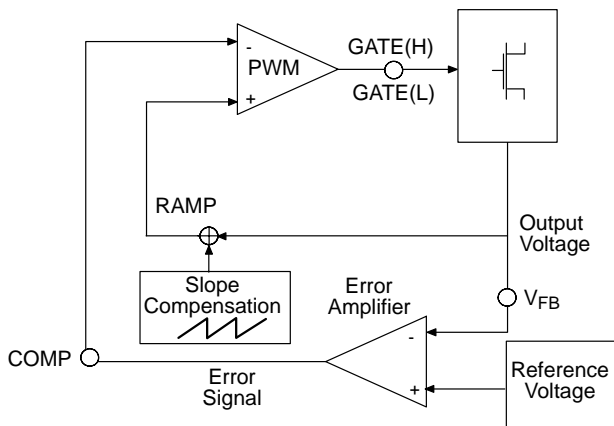 GATE(H)
-
PWM
+
GATE(L)
RAMP
Output
Voltage
Slope
Compensation
Error
Amplifier
VFB
-
+
COMP
Error
Signal
Reference
Voltage